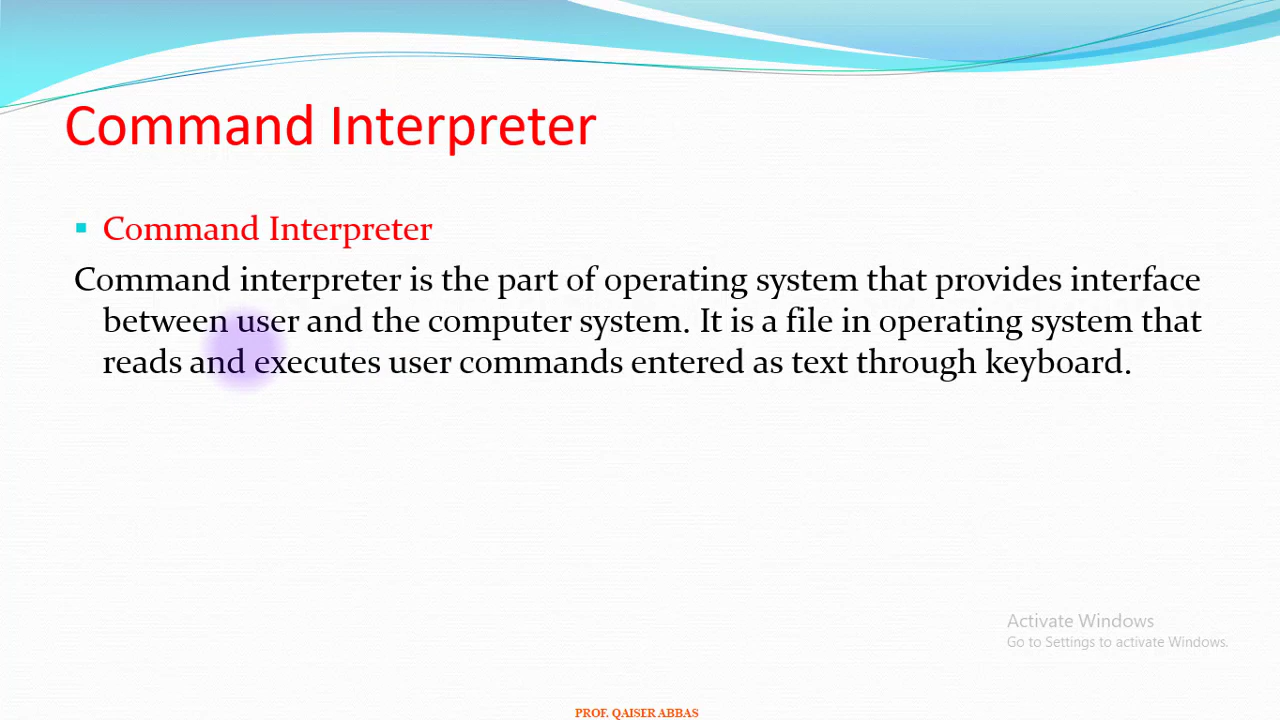 Command Interpreter
Command Interpreter
Command interpreter is the part of operating system that provides interface
between user and the computer system. It is a file in operating system that
reads and executes user commands entered as text through keyboard.
Activate Windows
Go to Settings to activate Windows.
PROF. QAISER ABBAS